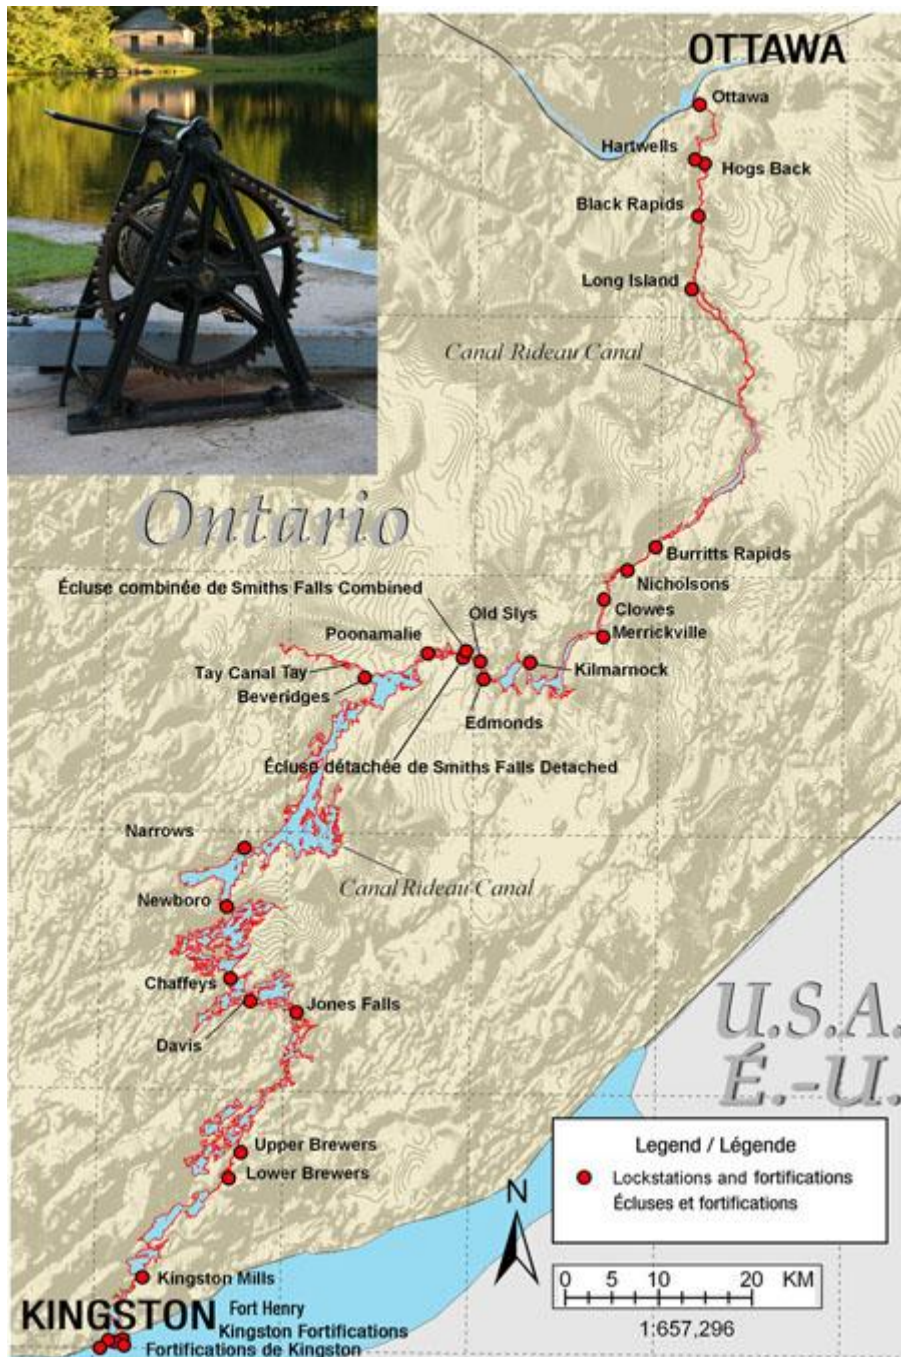 OTTAWA
Ottawa
Hartwells
Hogs Back
Black Rapids
Long Island
Canal Rideau Canal
Ontario
Burritts Rapids
Écluse combinée de Smiths Falls Combined
Nicholsons
Old Slys
Clowes
Poonamalie
Merrickville
Tay Canal Tay
Kilmarnock
Beveridges
Edmonds
Écluse détachée de Smiths Falls Detached
Narrows
Canal Rideau Canal
Newboro
Chaffeys
Jones Falls
Davis
U.S.A.
É.-U.
Upper Brewers
Lower Brewers
Kingston Mills
KINGSTON
Fort Henry
Kingston Fortifications
Fortifications de Kingston
Legend / Légende
Lockstations and fortifications
Écluses et fortifications
N
0 5 10 20 KM
1:657,296